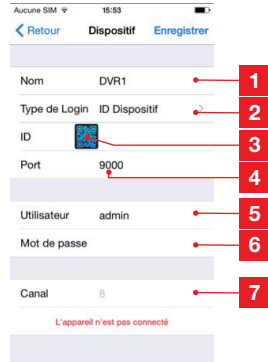 Aucune SIM 15:53
Retour Dispositif Enregistrer
Nom DVR1 1
Type de Login ID Dispositif 2
ID 3
Port 9000 4
Utilisateur admin 5
Mot de passe 6
Canal 8 7
L'appareil n'est pas connecté